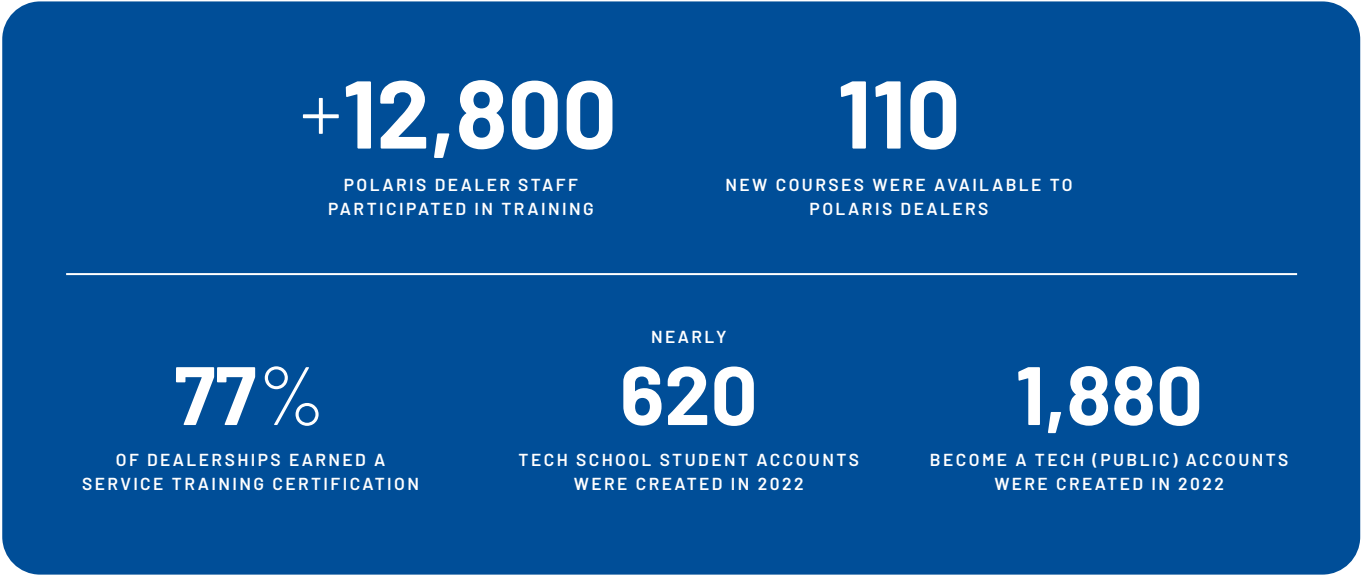 +12,800
POLARIS DEALER STAFF
PARTICIPATED IN TRAINING
110
NEW COURSES WERE AVAILABLE TO
POLARIS DEALERS
77%
OF DEALERSHIPS EARNED A
SERVICE TRAINING CERTIFICATION
NEARLY
620
TECH SCHOOL STUDENT ACCOUNTS
WERE CREATED IN 2022
1,880
BECOME A TECH (PUBLIC) ACCOUNTS
WERE CREATED IN 2022